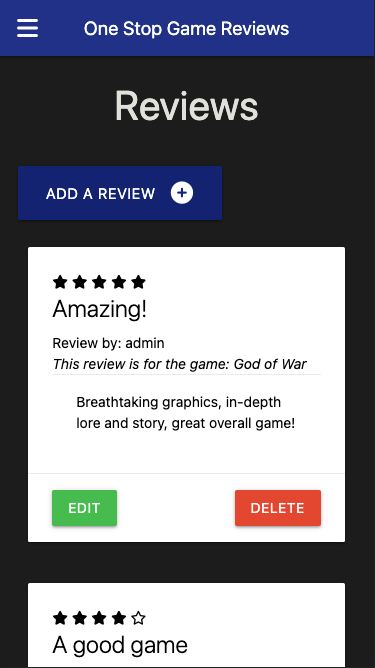 One Stop Game Reviews
Reviews
ADD A REVIEW
Amazing!
Review by: admin
This review is for the game: God of War
Breathtaking graphics, in-depth
lore and story, great overall game!
EDIT
DELETE
A good game